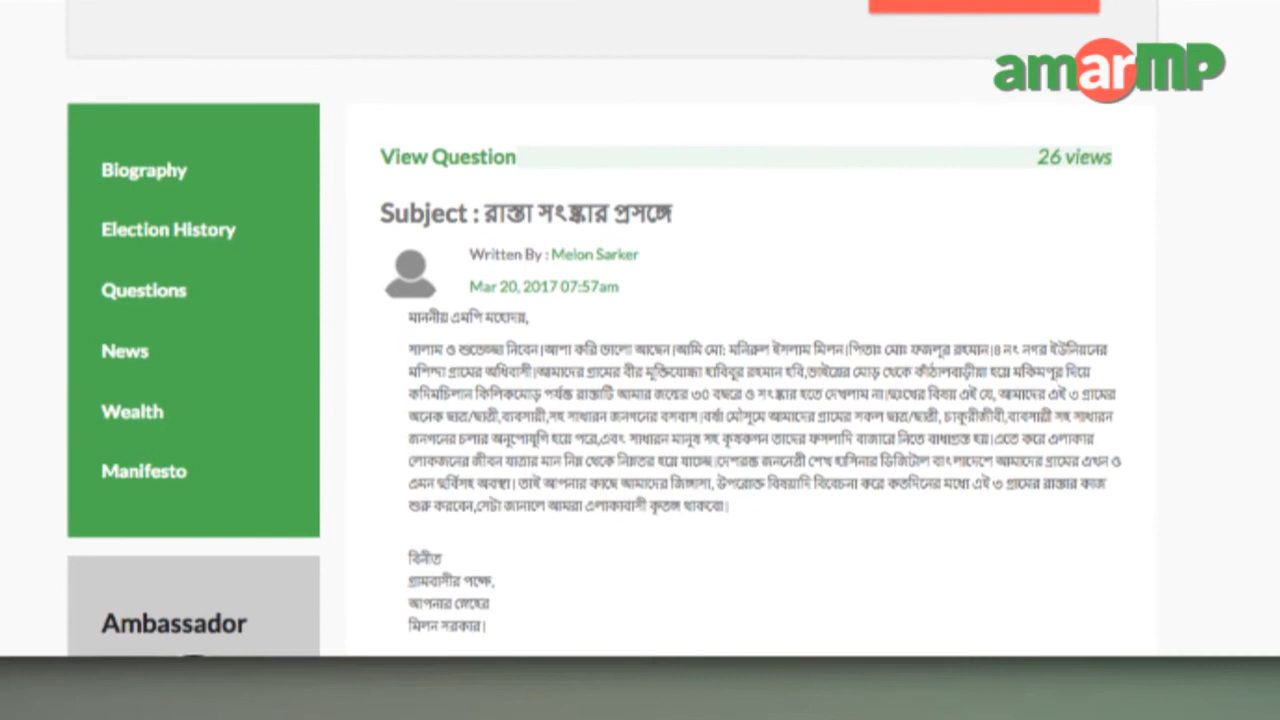 amarMP
Biography
Election History
Questions
News
Wealth
Manifesto
Ambassador
View Question
26 views
Subject : রাস্তা সংষ্কার প্রসঙ্গে
Written By : Melon Sarker
Mar 20, 2017 07:57am
মাননীয় এমপি মহোদয়,
সালাম ও শুভেচ্ছা নিবেন।আশা করি ভালো আছেন।আমি মো: মনিরুল ইসলাম মিলন।পিতাঃ মোঃ ফজলুর রহমান।৪ নং নগর ইউনিয়নের
মশিন্দা গ্রামের অধিবাসী।আমাদের গ্রামের বীর মুক্তিযোদ্ধা হাবিবুর রহমান হবি,ভাইয়ের মোড় থেকে কাঁঠালবাড়ীয়া হয়ে মকিমপুর দিয়ে
কদিমচিলান কিলিকমোড় পর্যন্ত রাস্তাটি আমার জন্মের ৩০ বছরে ও সংষ্কার হতে দেখলাম না।দুঃখের বিষয় এই যে, আমাদের এই ৩ গ্রামের
অনেক ছাত্র/ছাত্রী,ব্যবসায়ী,সহ সাধারন জনগনের বসবাস।বর্ষা মৌসুমে আমাদের গ্রামের সকল ছাত্র/ছাত্রী, চাকুরীজীবী,ব্যবসায়ী সহ সাধারন
জনগনের চলার অনুপোযুগি হয়ে পরে,এবং সাধারন মানুষ সহ কৃষকগন তাদের ফসলাদি বাজারে নিতে বাধাগ্রস্ত হয়।এতে করে এলাকার
লোকজনের জীবন যাত্রার মান নিম্ন থেকে নিম্নতর হয়ে যাচ্ছে।দেশরত্ন জননেত্রী শেখ হাসিনার ডিজিটাল বাংলাদেশে আমাদের গ্রামের এখন ও
এমন দুর্বিসহ অবস্থা। তাই আপনার কাছে আমাদের জিজ্ঞাসা, উপরোক্ত বিষয়াদি বিবেচনা করে কতদিনের মধ্যে এই ৩ গ্রামের রাস্তার কাজ
শুরু করবেন,সেটা জানালে আমরা এলাকাবাসী কৃতজ্ঞ থাকবো।
বিনীত
গ্রামবাসীর পক্ষে,
আপনার স্নেহের
মিলন সরকার।